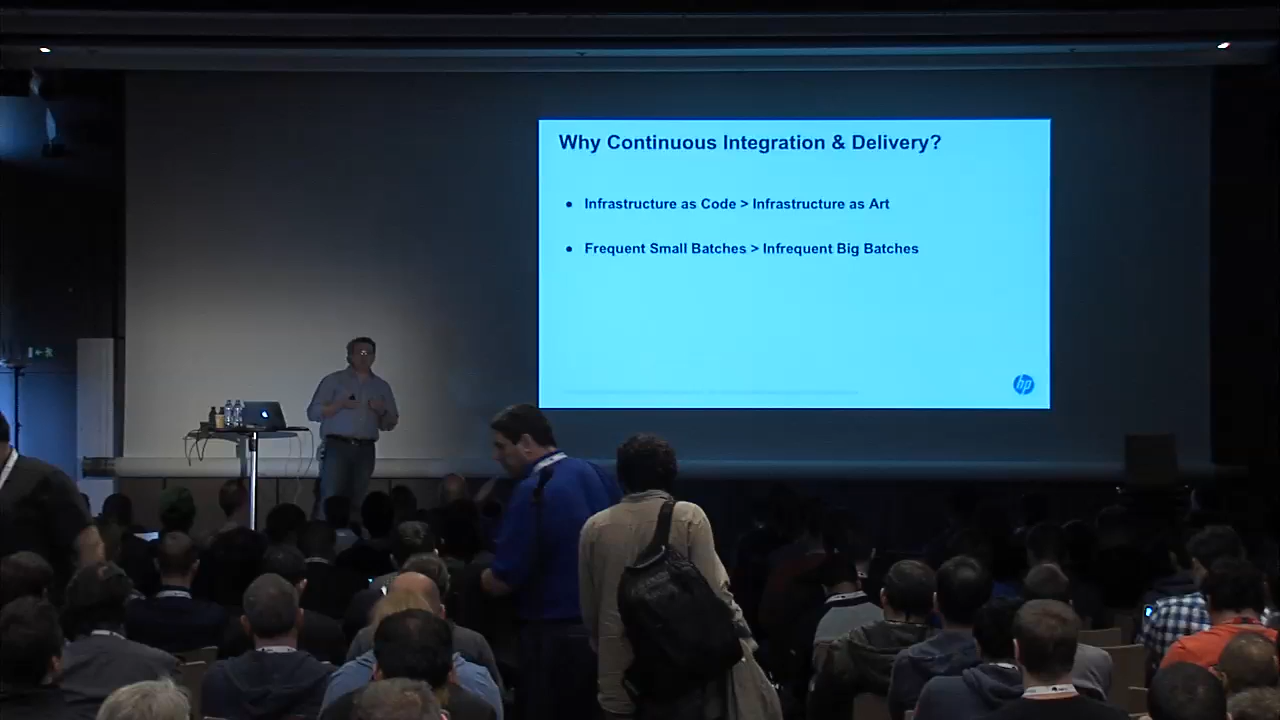 Why Continuous Integration & Delivery?
Infrastructure as Code > Infrastructure as Art
Frequent Small Batches > Infrequent Big Batches
hp